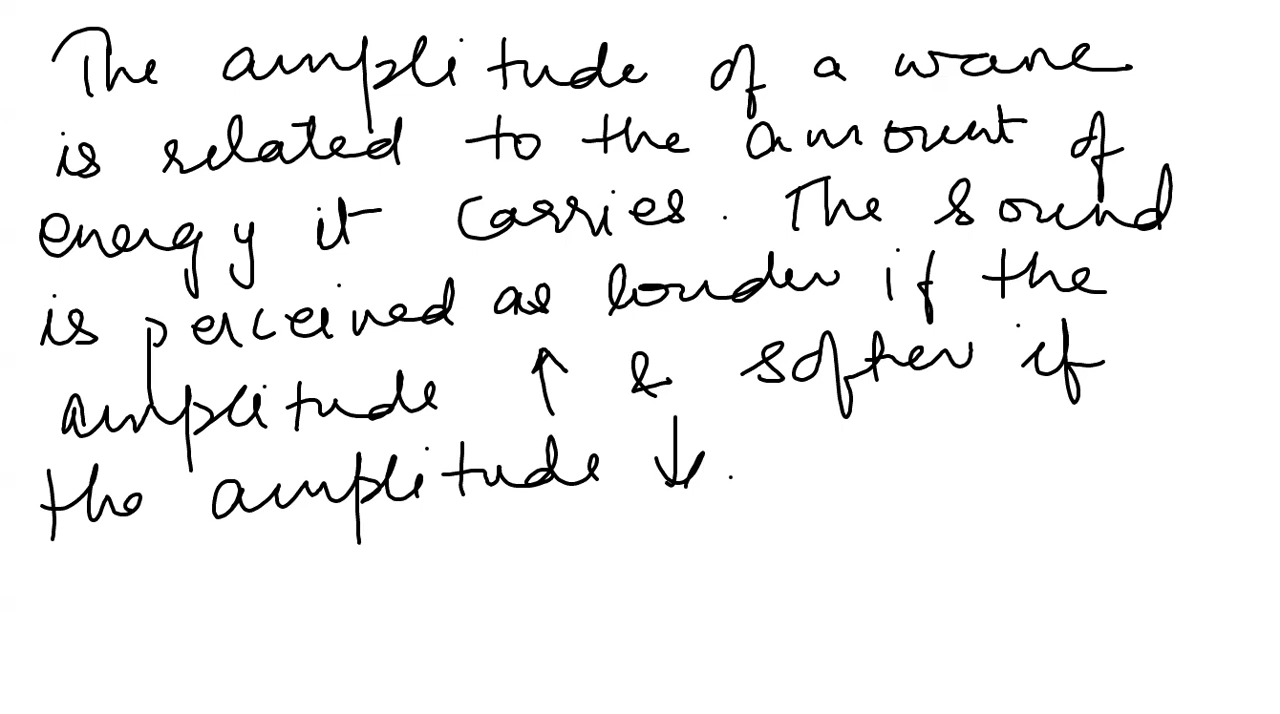 The amplitude of a wave
is related to the amount of
energy it carries. The sound
is perceived as louder if the
amplitude ↑ & softer if
the amplitude ↓.